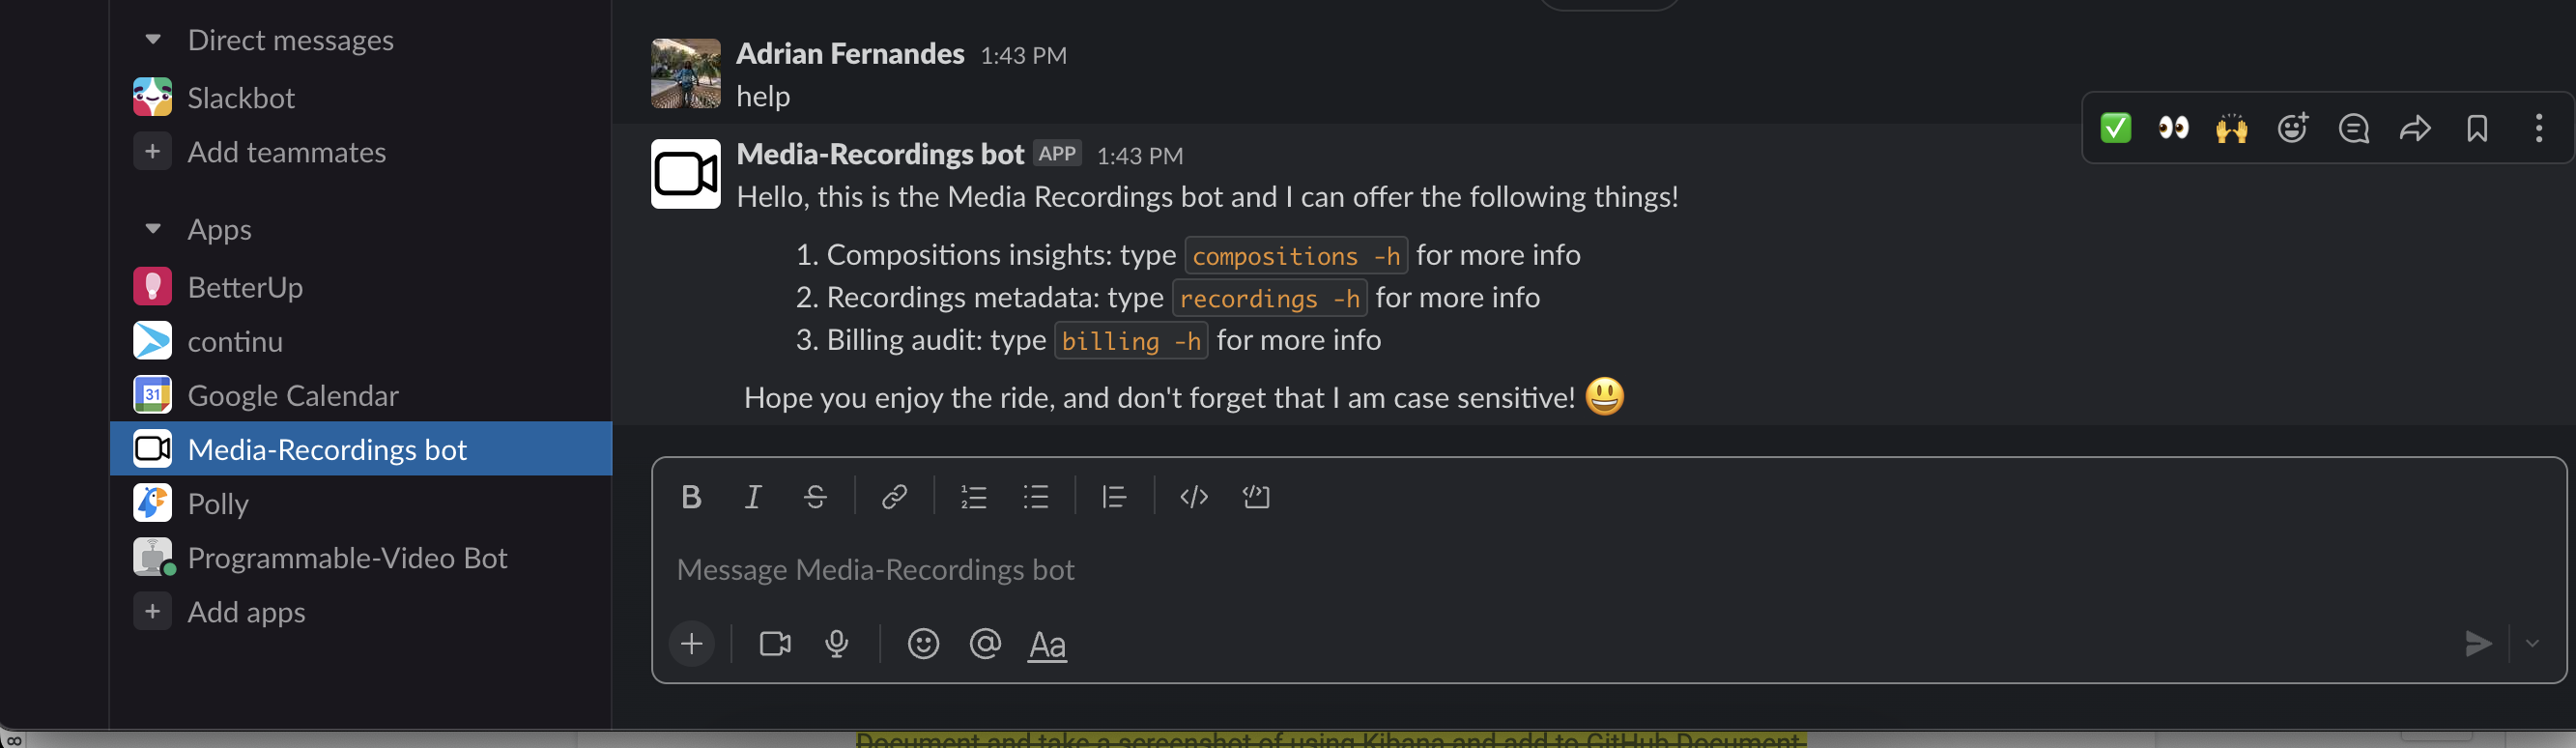 Direct messages
Slackbot
Add teammates
Apps
BetterUp
continu
Google Calendar
31
Media-Recordings bot
Polly
Programmable-Video Bot
Add apps
Adrian Fernandes 1:43 PM
help
Media-Recordings bot APP 1:43 PM
Hello, this is the Media Recordings bot and I can offer the following things!
1. Compositions insights: type compositions -h for more info
2. Recordings metadata: type recordings -h for more info
3. Billing audit: type billing -h for more info
Hope you enjoy the ride, and don't forget that I am case sensitive! 😃
B I S
Message Media-Recordings bot
@ Aa
Document and take a screenshot of using Kibana and add to GitHub Document.